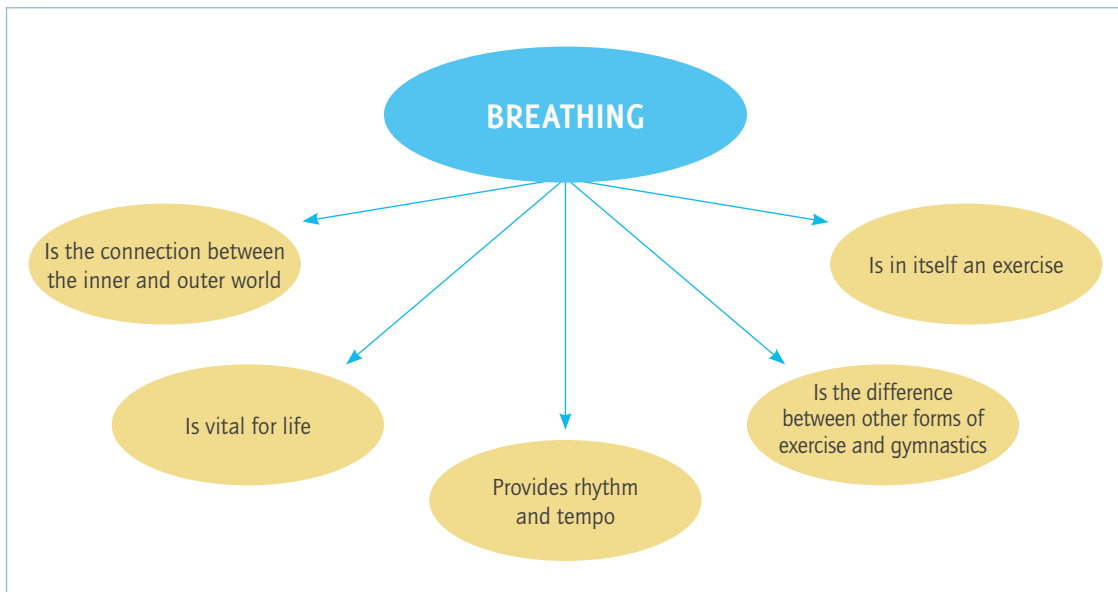 BREATHING
Is the connection between
the inner and outer world
Is in itself an exercise
Is vital for life
Is the difference
between other forms of
exercise and gymnastics
Provides rhythm
and tempo